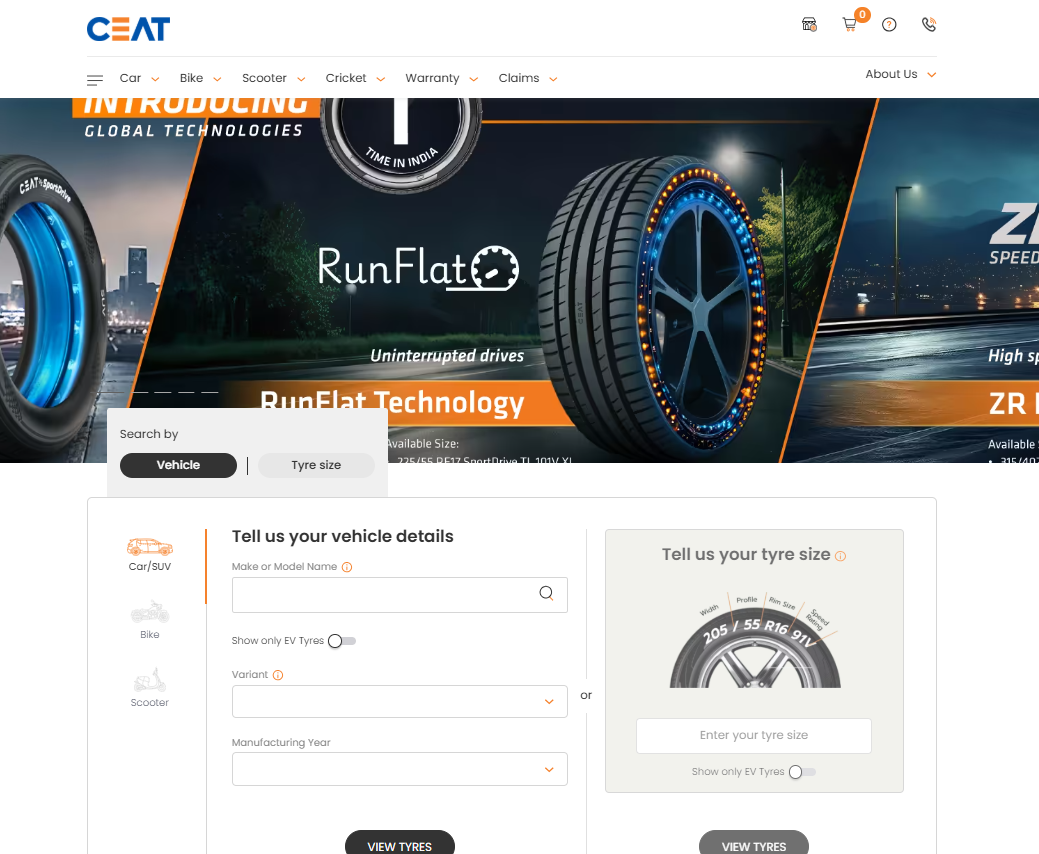 CEAT
0
Car
Bike
Scooter
Cricket
Warranty
Claims
About Us
INTRODUCING
GLOBAL TECHNOLOGIES
TIME IN INDIA
CEAT SportDrive
RunFlat
Uninterrupted drives
RunFlat Technology
Available Size:
225/55 RF17 SportDrive TL 101V XL
SPEED
High sp
ZR
Available
315/40Z
Search by
Vehicle
Tyre size
Car/SUV
Bike
Scooter
Tell us your vehicle details
Make or Model Name
Show only EV Tyres
Variant
Manufacturing Year
VIEW TYRES
or
Tell us your tyre size
Width
Profile
Rim Size
Speed Rating
205 / 55 R16 91V
Enter your tyre size
Show only EV Tyres
VIEW TYRES